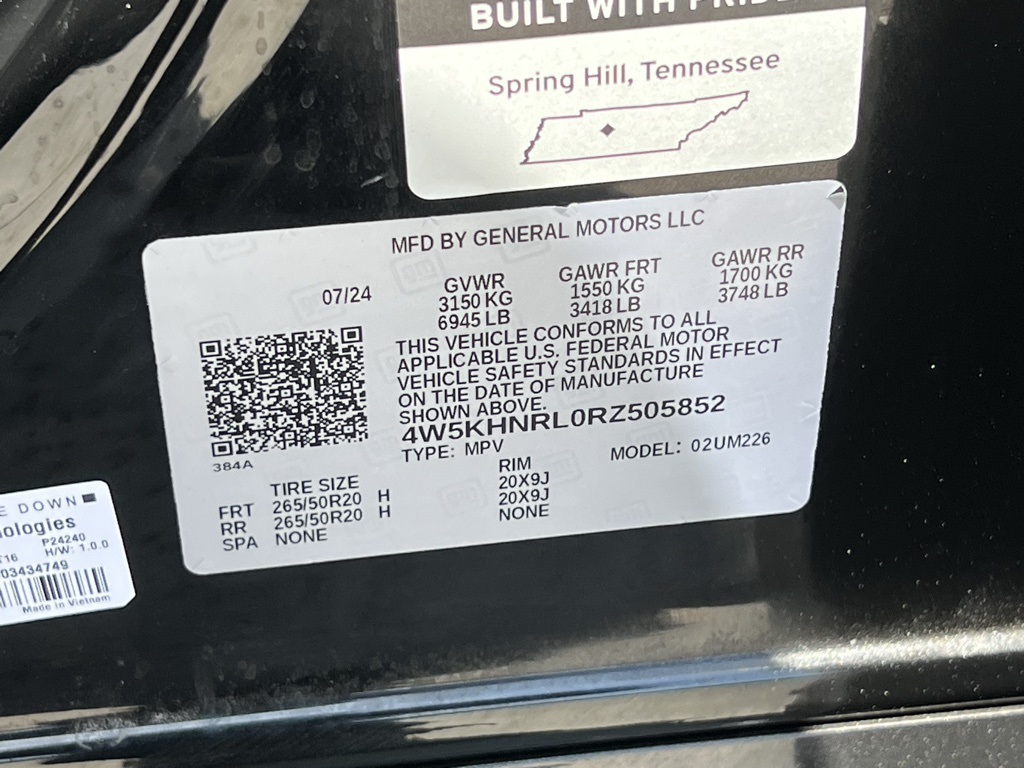 BUILT WITH PRIDE
Spring Hill, Tennessee
MFD BY GENERAL MOTORS LLC
07/24
GVWR
3150 KG
6945 LB
GAWR FRT
1550 KG
3418 LB
GAWR RR
1700 KG
3748 LB
THIS VEHICLE CONFORMS TO ALL
APPLICABLE U.S. FEDERAL MOTOR
VEHICLE SAFETY STANDARDS IN EFFECT
ON THE DATE OF MANUFACTURE
SHOWN ABOVE.
4W5KHNRL0RZ505852
TYPE: MPV
MODEL: 02UM226
384A
TIRE SIZE
RIM
FRT 265/50R20 H 20X9J
RR 265/50R20 H 20X9J
SPA NONE NONE
E DOWN
nologies
P24240
T16 H/W: 1.0.0
03434749
Made in Vietnam